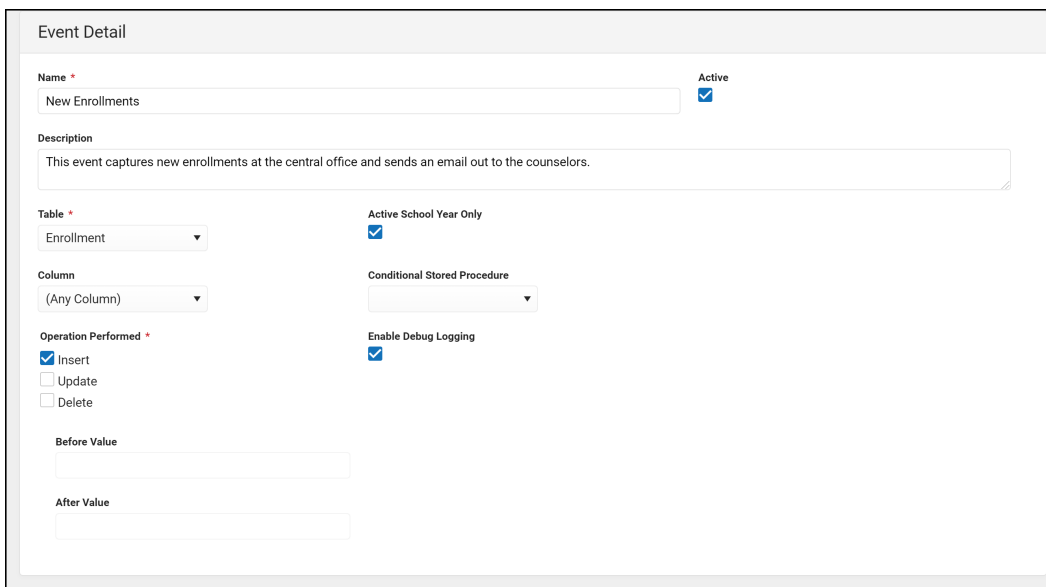 Event Detail
Name *
Active
New Enrollments
Description
This event captures new enrollments at the central office and sends an email out to the counselors.
Table *
Active School Year Only
Enrollment
Column
Conditional Stored Procedure
(Any Column)
Operation Performed *
Enable Debug Logging
Insert
Update
Delete
Before Value
After Value